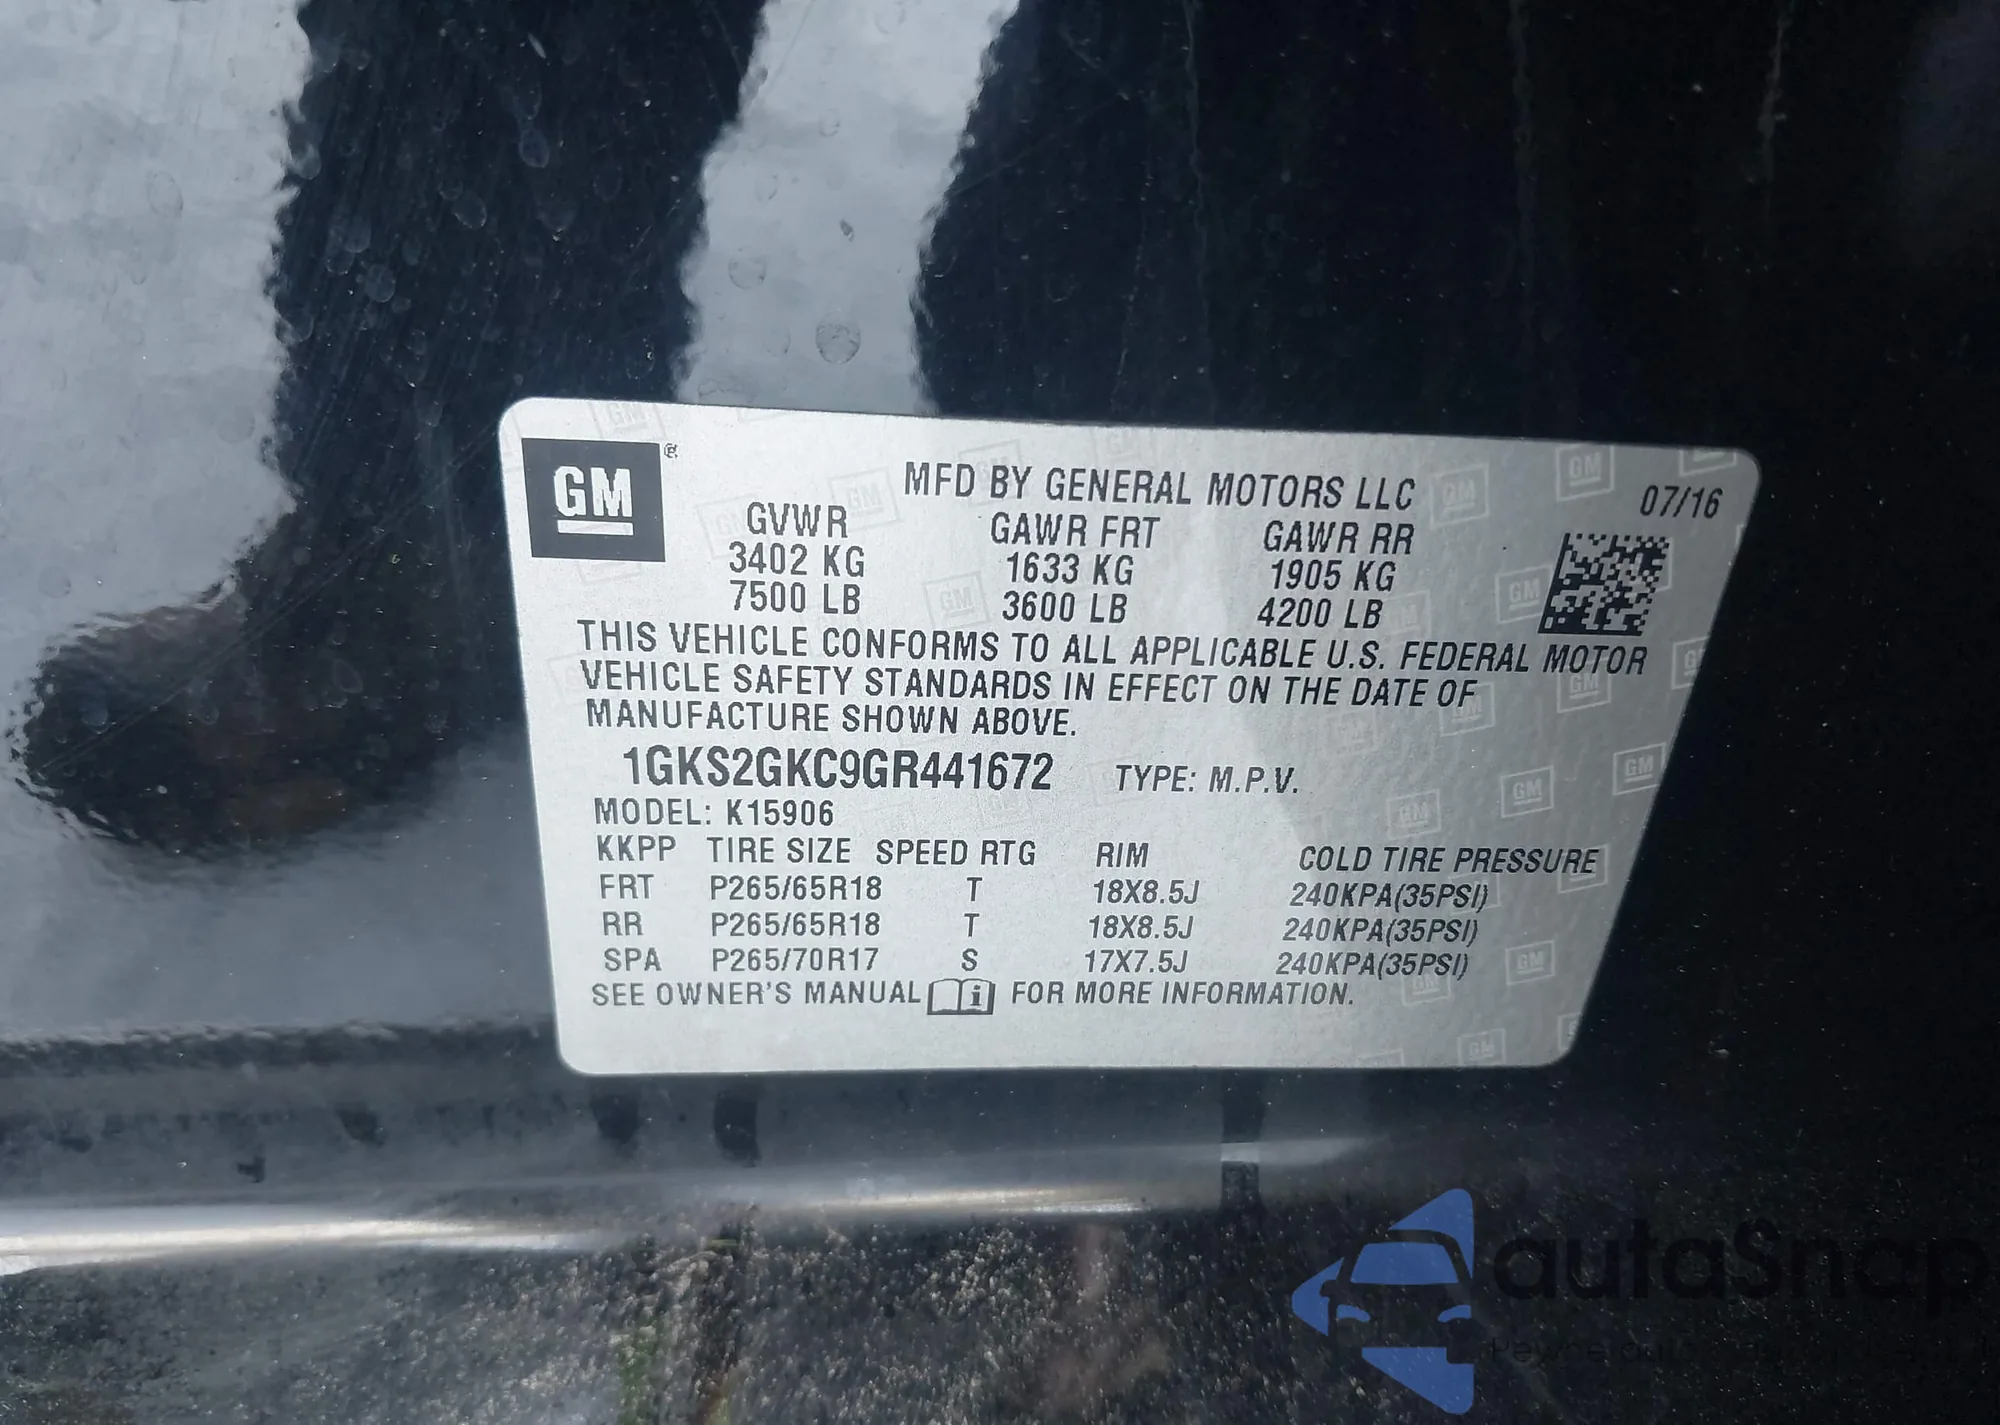 GM ®
MFD BY GENERAL MOTORS LLC
07/16
GVWR GAWR FRT GAWR RR
3402 KG 1633 KG 1905 KG
7500 LB 3600 LB 4200 LB
THIS VEHICLE CONFORMS TO ALL APPLICABLE U.S. FEDERAL MOTOR
VEHICLE SAFETY STANDARDS IN EFFECT ON THE DATE OF
MANUFACTURE SHOWN ABOVE.
1GKS2GKC9GR441672 TYPE: M.P.V.
MODEL: K15906
KKPP TIRE SIZE SPEED RTG RIM COLD TIRE PRESSURE
FRT P265/65R18 T 18X8.5J 240KPA(35PSI)
RR P265/65R18 T 18X8.5J 240KPA(35PSI)
SPA P265/70R17 S 17X7.5J 240KPA(35PSI)
SEE OWNER'S MANUAL i FOR MORE INFORMATION.
autaSnap